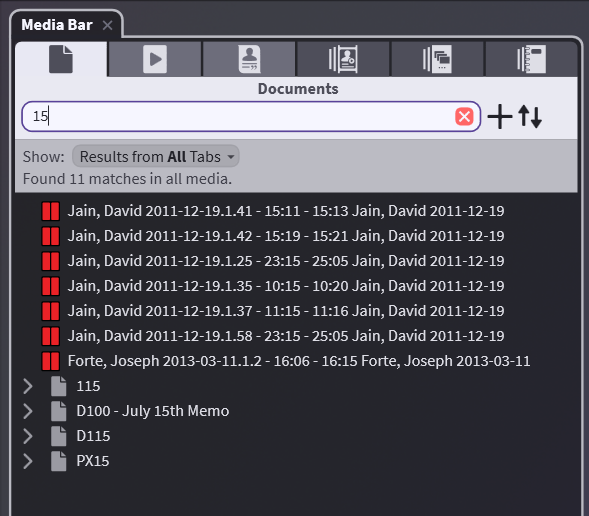 Media Bar
Documents
15
Show: Results from All Tabs
Found 11 matches in all media.
Jain, David 2011-12-19.1.41 - 15:11 - 15:13 Jain, David 2011-12-19
Jain, David 2011-12-19.1.42 - 15:19 - 15:21 Jain, David 2011-12-19
Jain, David 2011-12-19.1.25 - 23:15 - 25:05 Jain, David 2011-12-19
Jain, David 2011-12-19.1.35 - 10:15 - 10:20 Jain, David 2011-12-19
Jain, David 2011-12-19.1.37 - 11:15 - 11:16 Jain, David 2011-12-19
Jain, David 2011-12-19.1.58 - 23:15 - 25:05 Jain, David 2011-12-19
Forte, Joseph 2013-03-11.1.2 - 16:06 - 16:15 Forte, Joseph 2013-03-11
115
D100 - July 15th Memo
D115
PX15